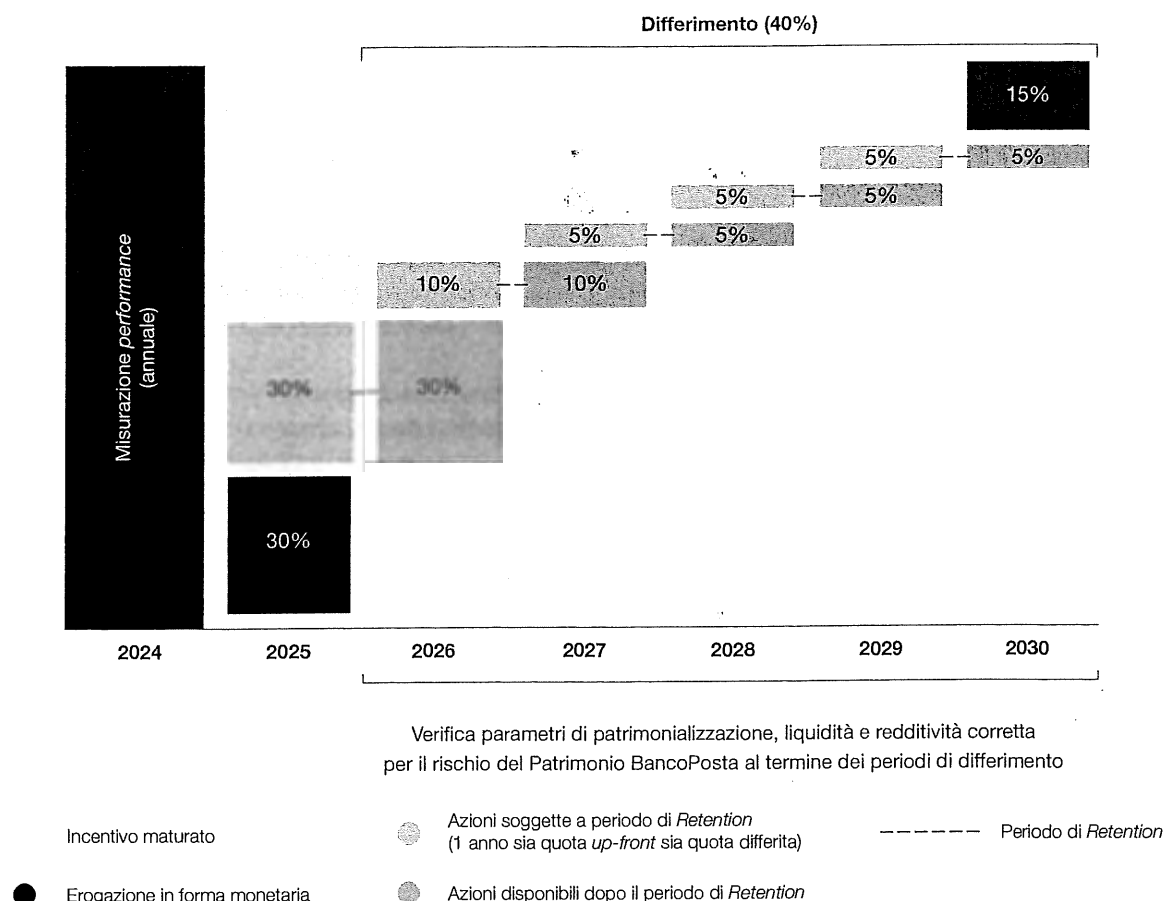 Differimento (40%)
15%
5% 5%
5% 5%
5% 5%
10% 10%
30% 30%
30%
Misurazione performance
(annuale)
2024 2025 2026 2027 2028 2029 2030
Verifica parametri di patrimonializzazione, liquidità e redditività corretta
per il rischio del Patrimonio BancoPosta al termine dei periodi di differimento
Incentivo maturato
Azioni soggette a periodo di Retention
(1 anno sia quota up-front sia quota differita)
Periodo di Retention
Erogazione in forma monetaria
Azioni disponibili dopo il periodo di Retention